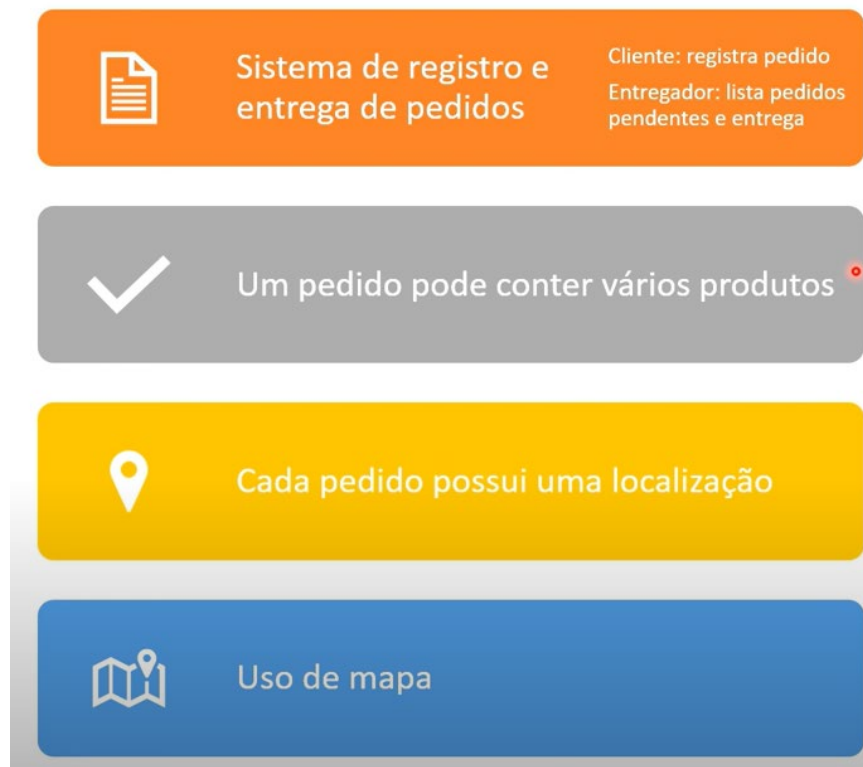 Sistema de registro e
entrega de pedidos
Cliente: registra pedido
Entregador: lista pedidos
pendentes e entrega
Um pedido pode conter vários produtos
Cada pedido possui uma localização
Uso de mapa